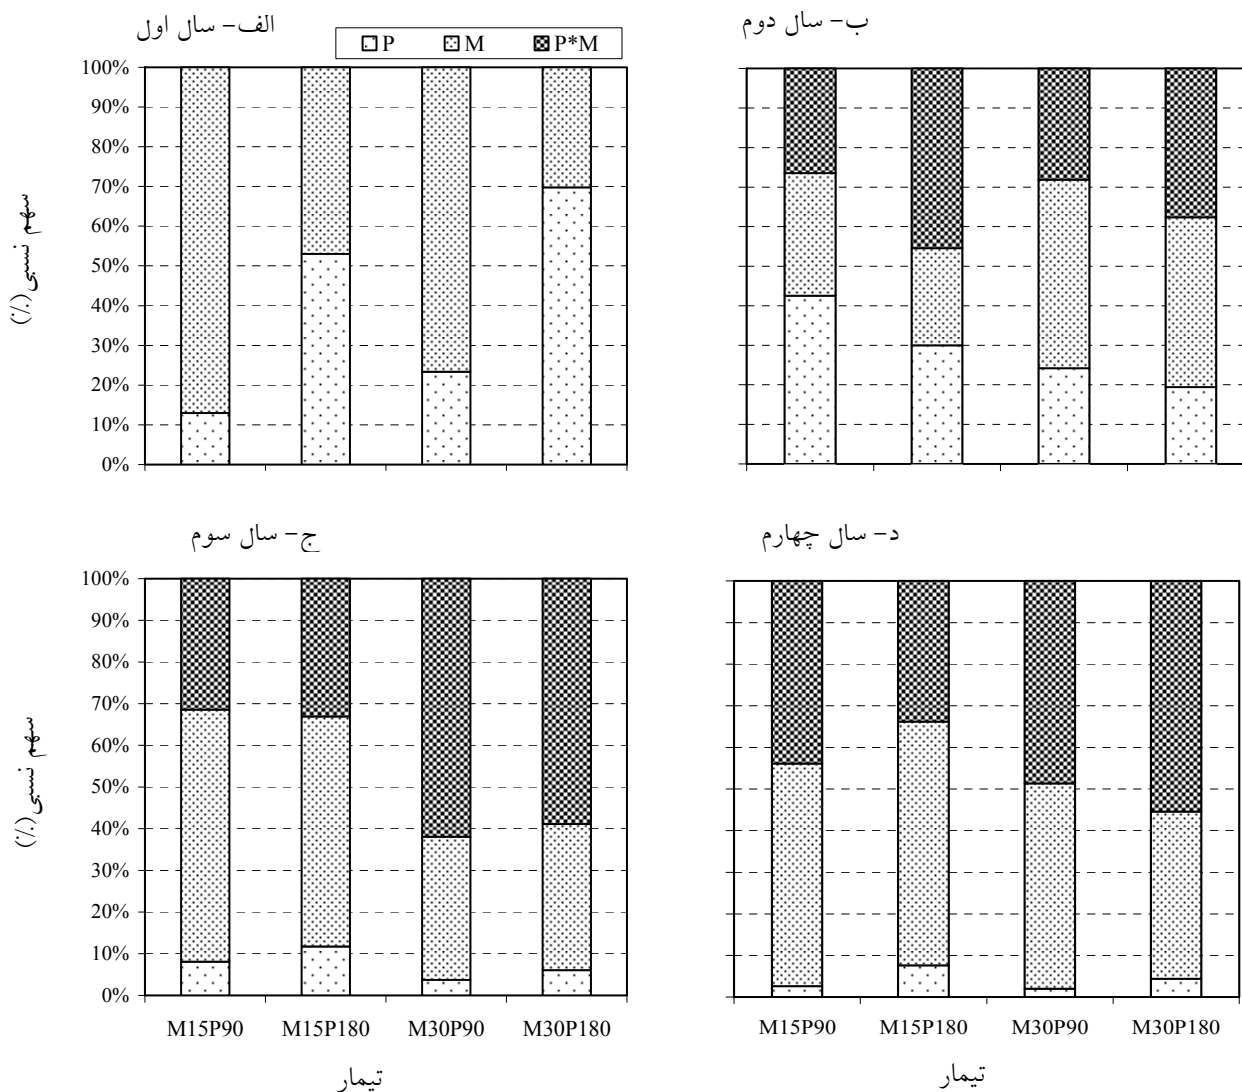 الف- سال اول
P M P*M
ب- سال دوم
100%
90%
80%
70%
60%
50%
40%
30%
20%
10%
0%
سهم نسبی (%)
ج- سال سوم
د- سال چهارم
100%
90%
80%
70%
60%
50%
40%
30%
20%
10%
0%
سهم نسبی (%)
M15P90 M15P180 M30P90 M30P180
M15P90 M15P180 M30P90 M30P180
تیمار
تیمار